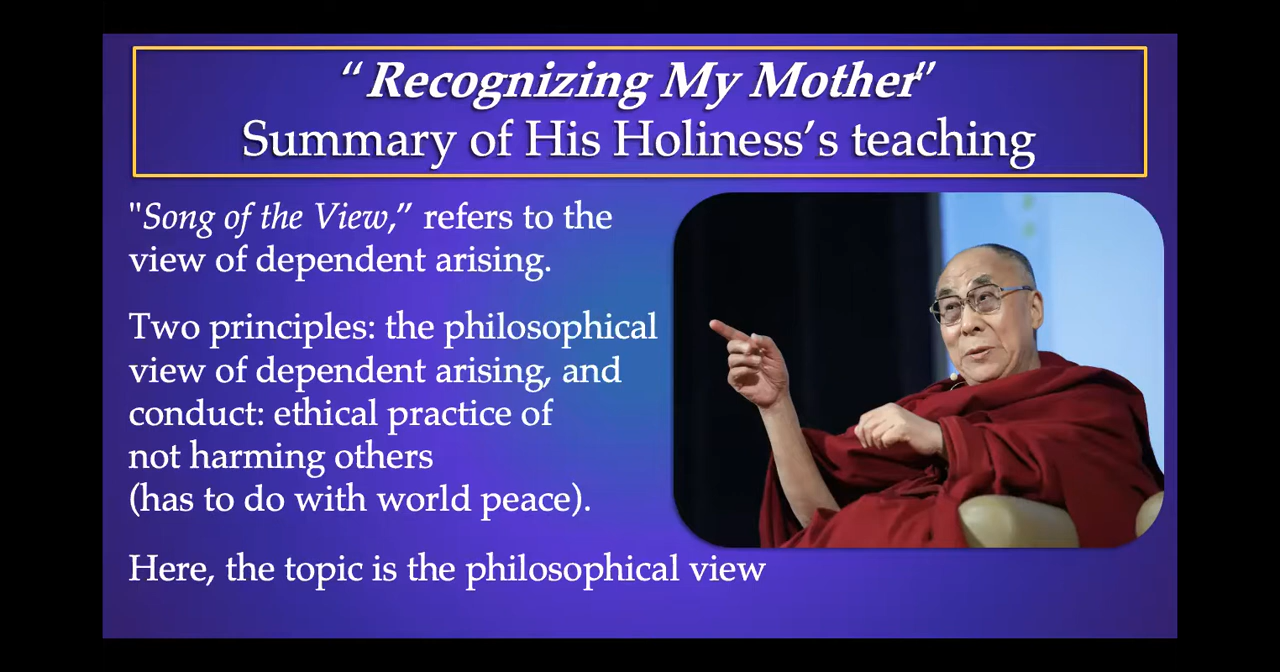 “Recognizing My Mother”
Summary of His Holiness’s teaching
"Song of the View,” refers to the
view of dependent arising.
Two principles: the philosophical
view of dependent arising, and
conduct: ethical practice of
not harming others
(has to do with world peace).
Here, the topic is the philosophical view